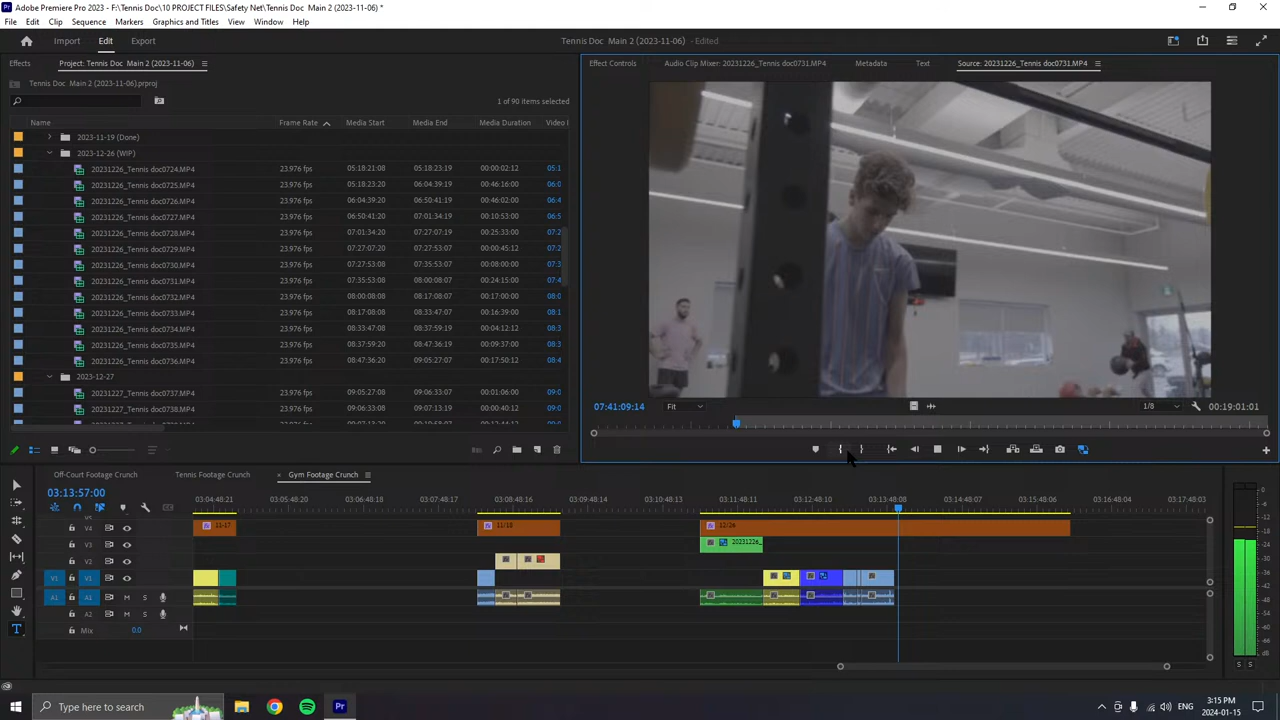 Adobe Premiere Pro 2023 - F:\Tennis Doc\10 PROJECT FILES\Safety Net\Tennis Doc Main 2 (2023-11-06) *
File Edit Clip Sequence Markers Graphics and Titles View Window Help
Import Edit Export Tennis Doc Main 2 (2023-11-06) - Edited
Effects Project: Tennis Doc Main 2 (2023-11-06) Effect Controls Audio Clip Mixer: 20231226_Tennis doc0731.MP4 Metadata Text Source: 20231226_Tennis doc0731.MP4
Tennis Doc Main 2 (2023-11-06).prproj
1 of 90 items selected
Name Frame Rate Media Start Media End Media Duration Video I
2023-11-19 (Done)
2023-12-26 (WIP)
20231226_Tennis doc0724.MP4 23.976 fps 05:18:21:08 05:18:23:19 00:00:02:12 05:1
20231226_Tennis doc0725.MP4 23.976 fps 05:18:23:20 06:04:39:19 00:46:16:00 06:0
20231226_Tennis doc0726.MP4 23.976 fps 06:04:39:20 06:50:41:19 00:46:02:00 06:4
20231226_Tennis doc0727.MP4 23.976 fps 06:50:41:20 07:01:34:19 00:10:53:00 06:5
20231226_Tennis doc0728.MP4 23.976 fps 07:01:34:20 07:27:07:19 00:25:33:00 07:0
20231226_Tennis doc0729.MP4 23.976 fps 07:27:07:20 07:27:53:07 00:00:45:12 07:2
20231226_Tennis doc0730.MP4 23.976 fps 07:27:53:08 07:35:53:07 00:08:00:00 07:3
20231226_Tennis doc0731.MP4 23.976 fps 07:35:53:08 08:00:08:07 00:24:15:00 07:4
20231226_Tennis doc0732.MP4 23.976 fps 08:00:08:08 08:17:08:07 00:17:00:00 08:1
20231226_Tennis doc0733.MP4 23.976 fps 08:17:08:08 08:33:47:07 00:16:39:00 08:1
20231226_Tennis doc0734.MP4 23.976 fps 08:33:47:08 08:37:59:19 00:04:12:12 08:3
20231226_Tennis doc0735.MP4 23.976 fps 08:37:59:20 08:47:36:19 00:09:37:00 08:4
20231226_Tennis doc0736.MP4 23.976 fps 08:47:36:20 09:05:27:07 00:17:50:12 08:4
2023-12-27
20231227_Tennis doc0737.MP4 23.976 fps 09:05:27:08 09:06:33:07 00:01:06:00 09:0
20231227_Tennis doc0738.MP4 23.976 fps 09:06:33:08 09:07:13:19 00:00:40:12 09:0
07:41:09:14 Fit 1/8 00:19:01:01
Off-Court Footage Crunch Tennis Footage Crunch × Gym Footage Crunch
03:13:57:00
03:04:48:21 03:05:49:20 03:06:49:19 03:07:48:17 03:08:48:16 03:09:48:14 03:10:48:13 03:11:48:11 03:12:48:10 03:13:48:08 03:14:48:07 03:15:48:06 03:16:48:04 03:17:48:03
V4 11-17 11/18 12/26
V3 20231226_
V2
V1 V1
A1 A1 M S
A2 M S
Mix 0.0
0
-6
-12
-18
-24
-30
-36
-42
-48
-54
dB
S S
Type here to search ENG 3:15 PM
2024-01-15